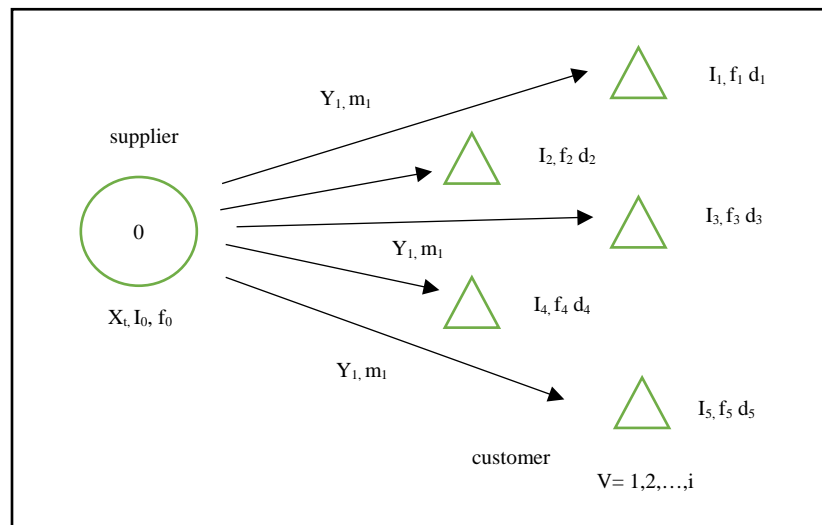 I₁, f₁ d₁
Y₁, m₁
supplier
I₂, f₂ d₂
0
I₃, f₃ d₃
Y₁, m₁
Xₜ, I₀, f₀
I₄, f₄ d₄
Y₁, m₁
I₅, f₅ d₅
customer
V= 1,2,…,i